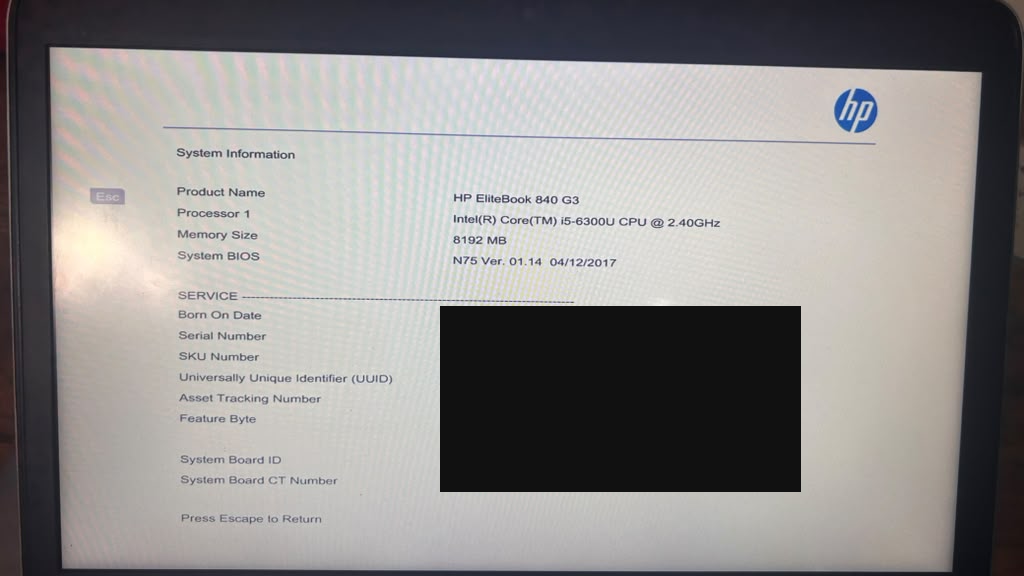 hp
System Information
Esc
Product Name HP EliteBook 840 G3
Processor 1 Intel(R) Core(TM) i5-6300U CPU @ 2.40GHz
Memory Size 8192 MB
System BIOS N75 Ver. 01.14 04/12/2017
SERVICE ------------------------------------------------------------
Born On Date
Serial Number
SKU Number
Universally Unique Identifier (UUID)
Asset Tracking Number
Feature Byte
System Board ID
System Board CT Number
Press Escape to Return